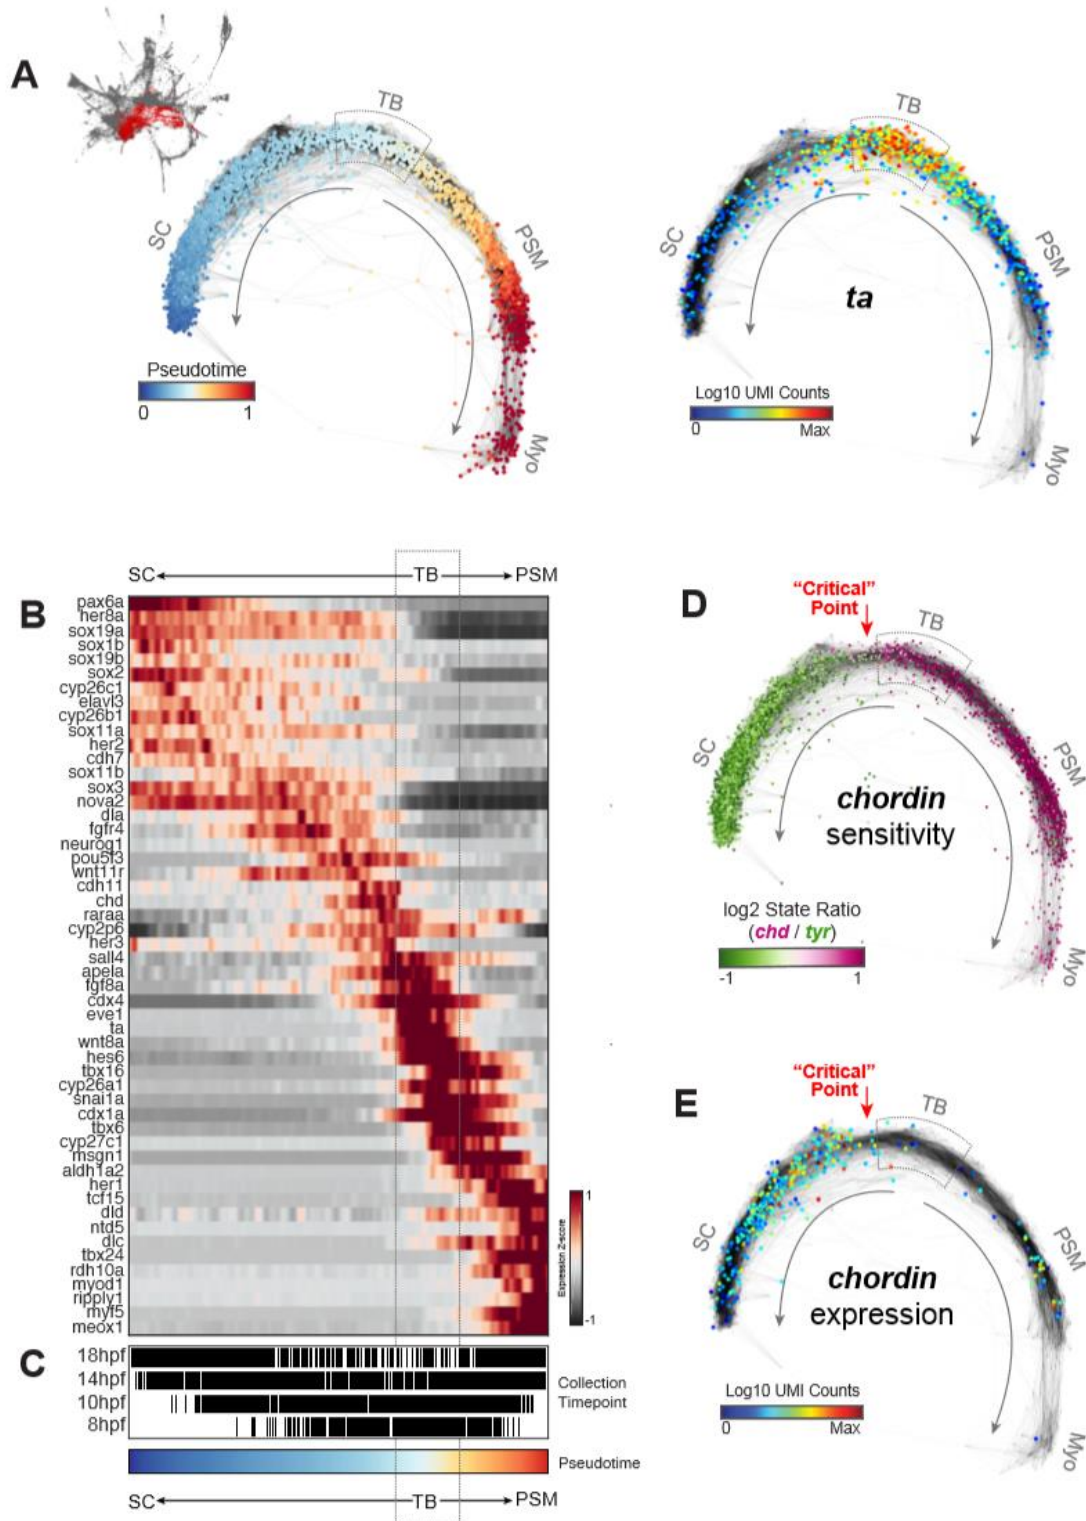 A
TB
SC
PSM
Myo
Pseudotime
0 1
TB
SC
PSM
Myo
ta
Log10 UMI Counts
0 Max
B
SC TB PSM
pax6a
her8a
sox19a
sox1b
sox19b
sox2
cyp26c1
elavl3
cyp26b1
sox11a
her2
cdh7
sox11b
sox3
nova2
dla
fgfr4
neurog1
pou5f3
wnt11r
cdh11
chd
raraa
cyp2p6
her3
sall4
apela
fgf8a
cdx4
eve1
ta
wnt8a
hes6
tbx16
cyp26a1
snai1a
cdx1a
tbx6
cyp27c1
msgn1
aldh1a2
her1
tcf15
dld
ntd5
dlc
tbx24
rdh10a
myod1
ripply1
myf5
meox1
Expression Z-score
1
-1
C
18hpf
14hpf
10hpf
8hpf
Collection
Timepoint
Pseudotime
SC TB PSM
D
“Critical”
Point
TB
SC
PSM
Myo
chordin
sensitivity
log2 State Ratio
(chd / tyr)
-1 1
E
“Critical”
Point
TB
SC
PSM
Myo
chordin
expression
Log10 UMI Counts
0 Max